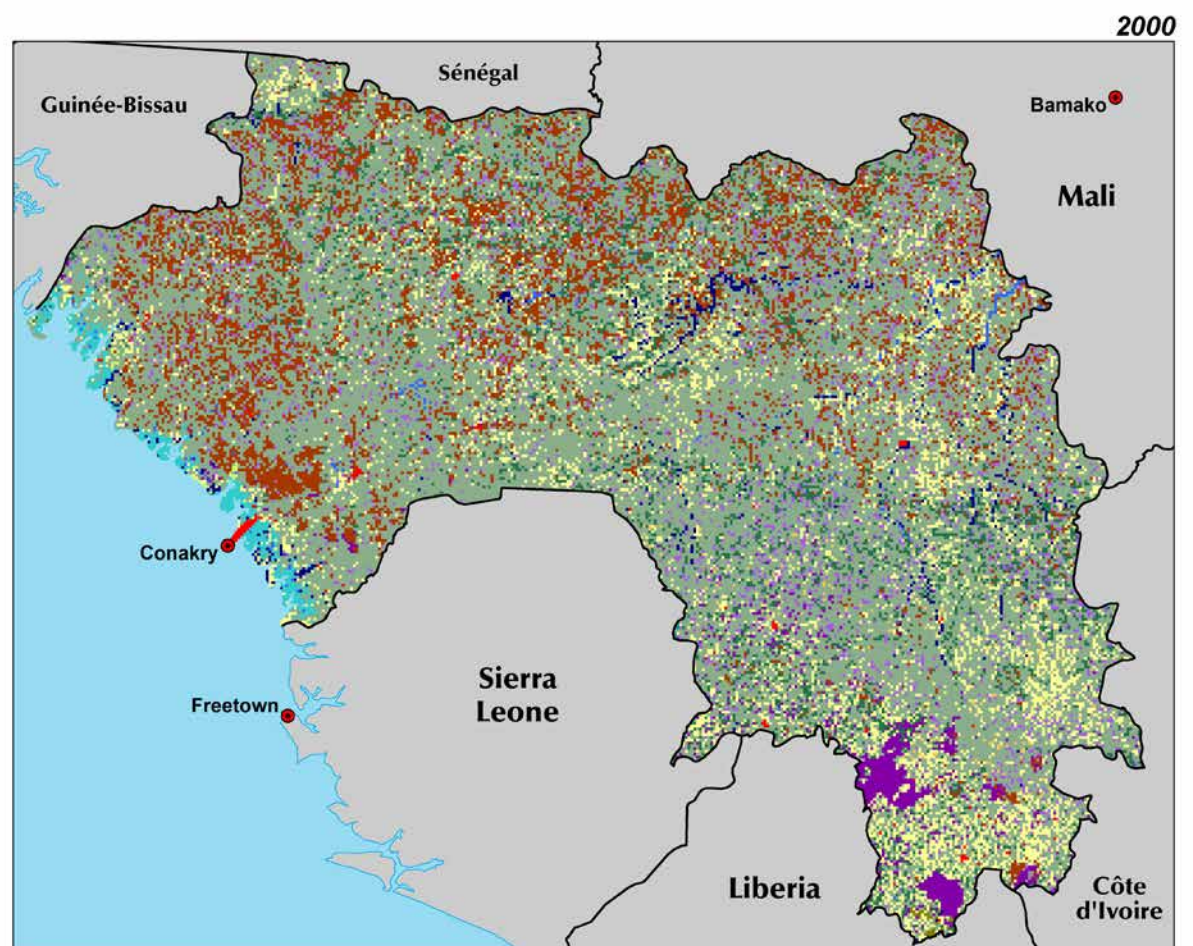 2000
Sénégal
Guinée-Bissau
Bamako
Mali
Conakry
Sierra
Leone
Freetown
Liberia
Côte
d'Ivoire